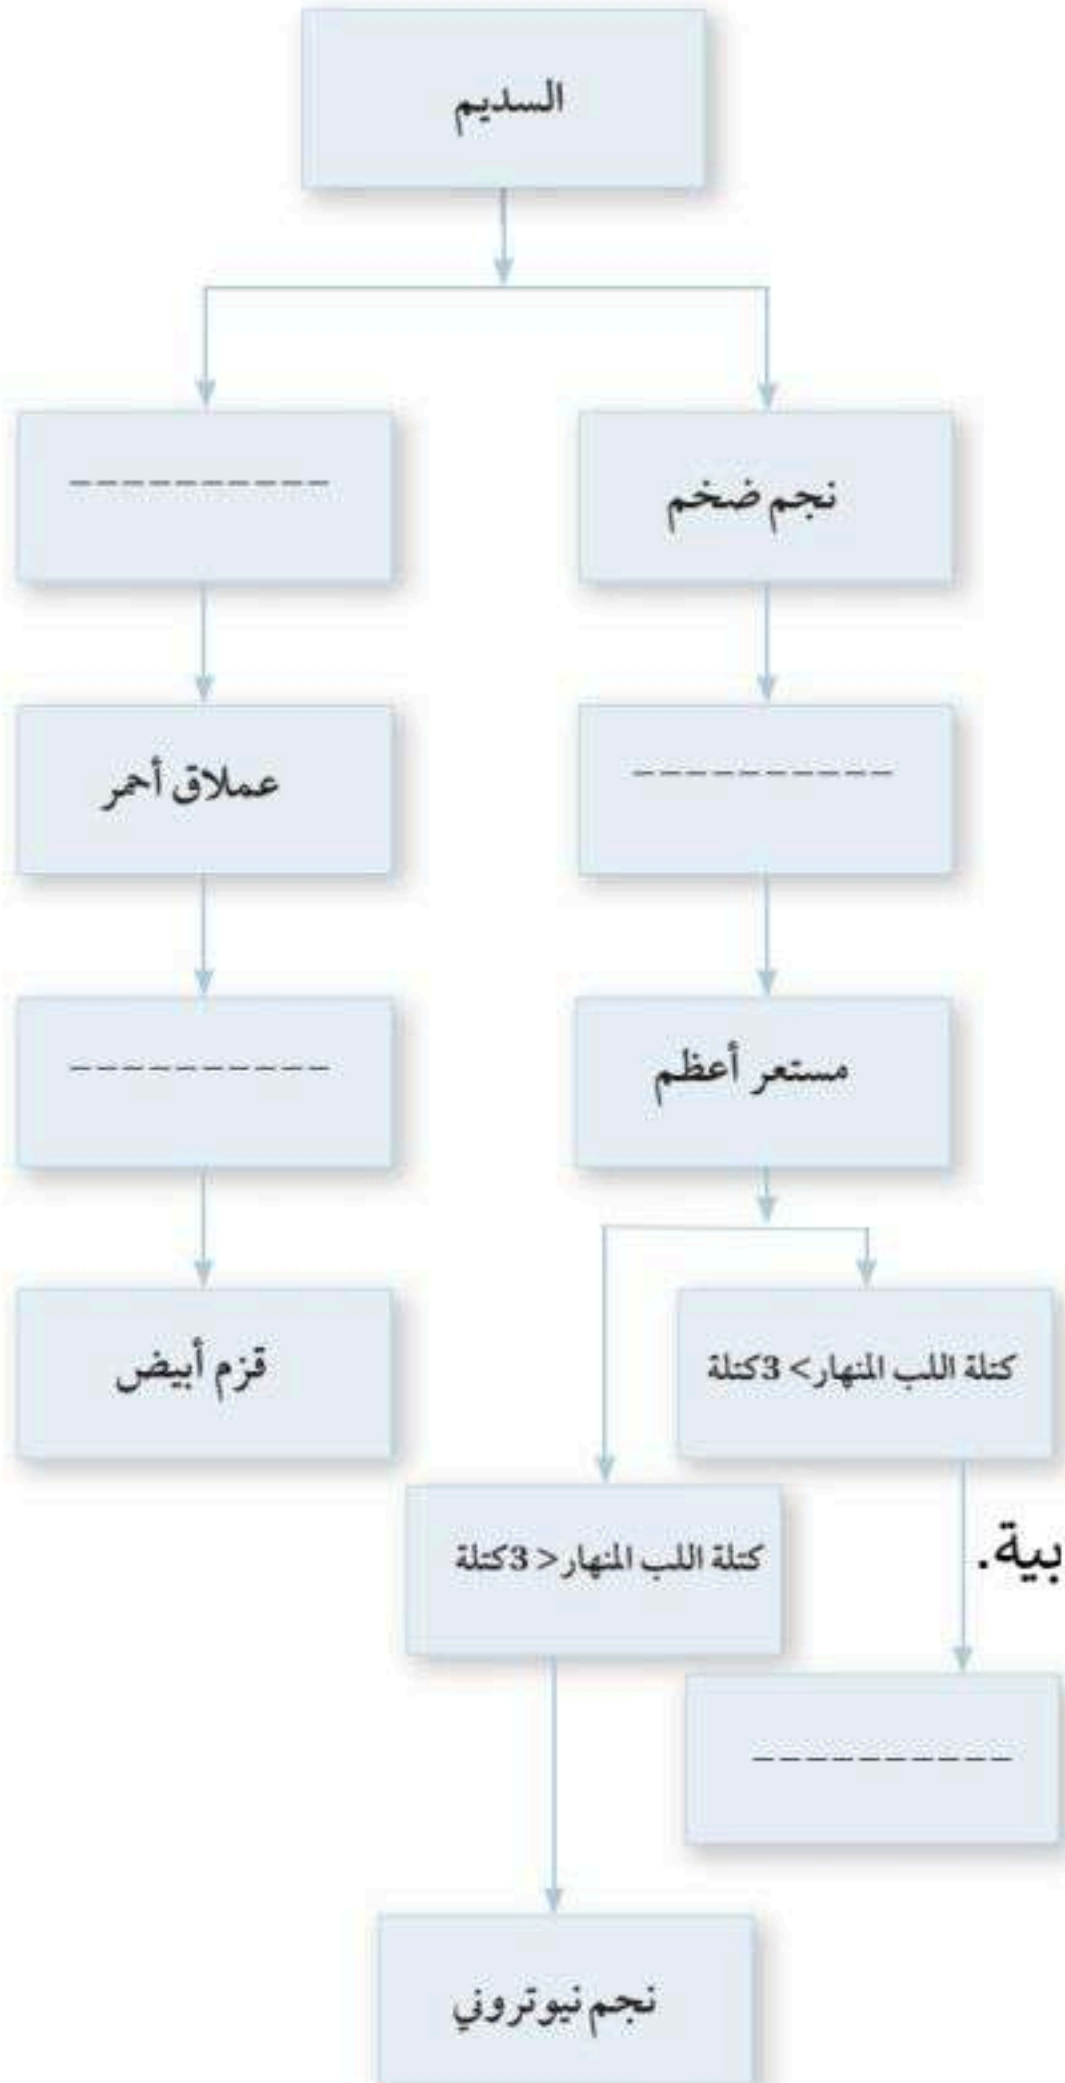 السديم
نجم ضخم
----------
----------
عملاق أحمر
----------
مستعر أعظم
----------
كتلة اللب المنهار> 3كتلة
قزم أبيض
كتلة اللب المنهار< 3كتلة
بية.
----------
نجم نيوتروني